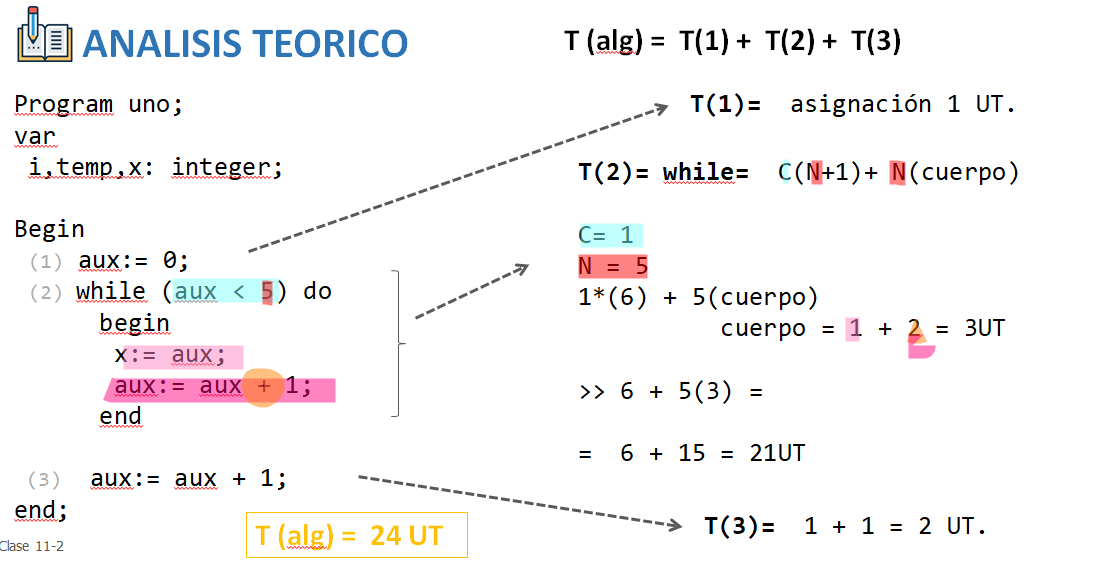 ANALISIS TEORICO
Program uno;
var
i,temp,x: integer;
Begin
(1) aux:= 0;
(2) while (aux < 5) do
begin
x:= aux;
aux:= aux + 1;
end
(3) aux:= aux + 1;
end;
T (alg) = 24 UT
Clase 11-2
T (alg) = T(1) + T(2) + T(3)
T(1)= asignación 1 UT.
T(2)= while= C(N+1)+ N(cuerpo)
C= 1
N = 5
1*(6) + 5(cuerpo)
cuerpo = 1 + 2 = 3UT
>> 6 + 5(3) =
= 6 + 15 = 21UT
T(3)= 1 + 1 = 2 UT.